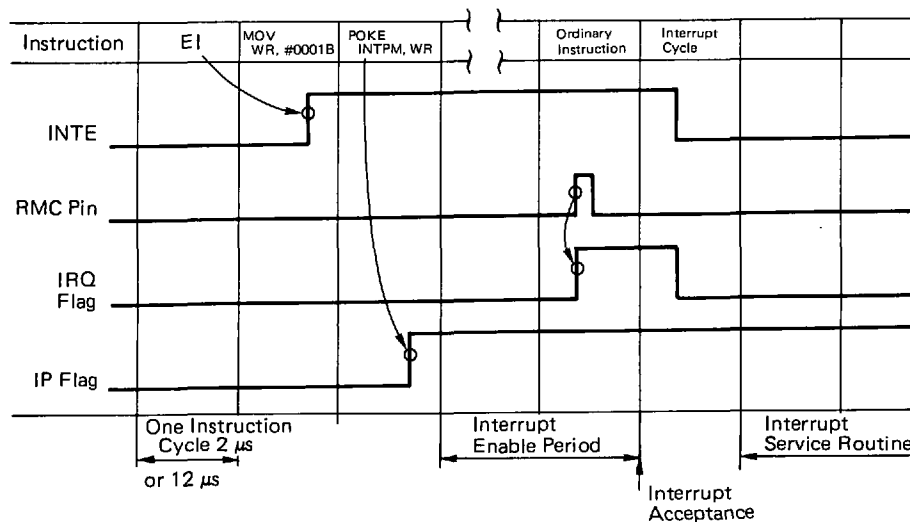 Instruction
EI
MOV
WR, #0001B
POKE
INTPM, WR
Ordinary
Instruction
Interrupt
Cycle
INTE
RMC Pin
IRQ
Flag
IP Flag
One Instruction
Cycle 2 μs
or 12 μs
Interrupt
Enable Period
Interrupt
Service Routine
Interrupt
Acceptance